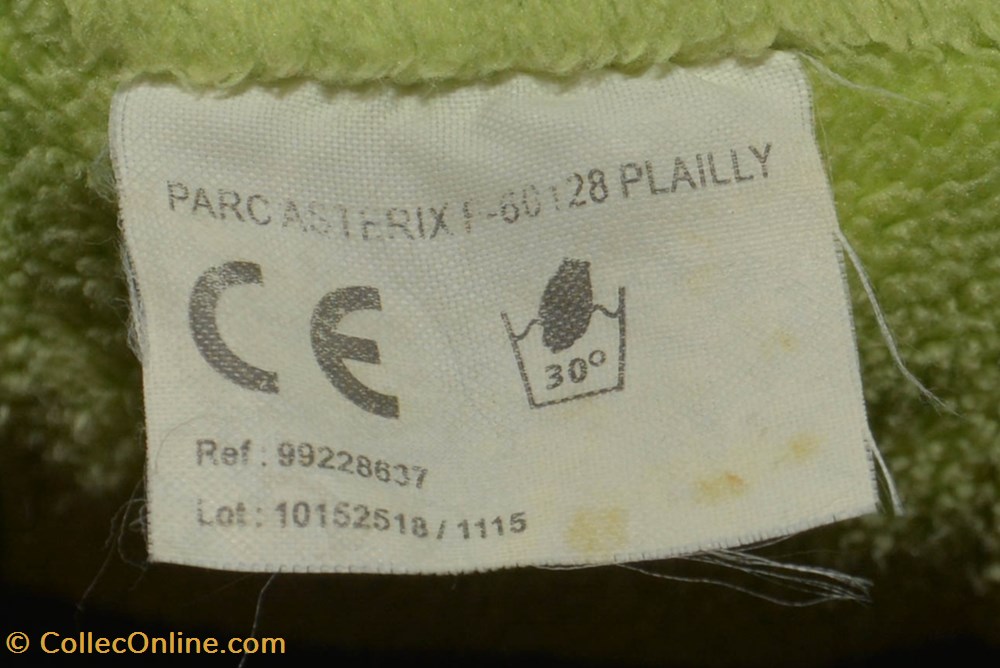 PARC ASTERIX F-60128 PLAILLY
CE
30°
Ref : 99228637
Lot : 10152518 / 1115
© CollecOnline.com